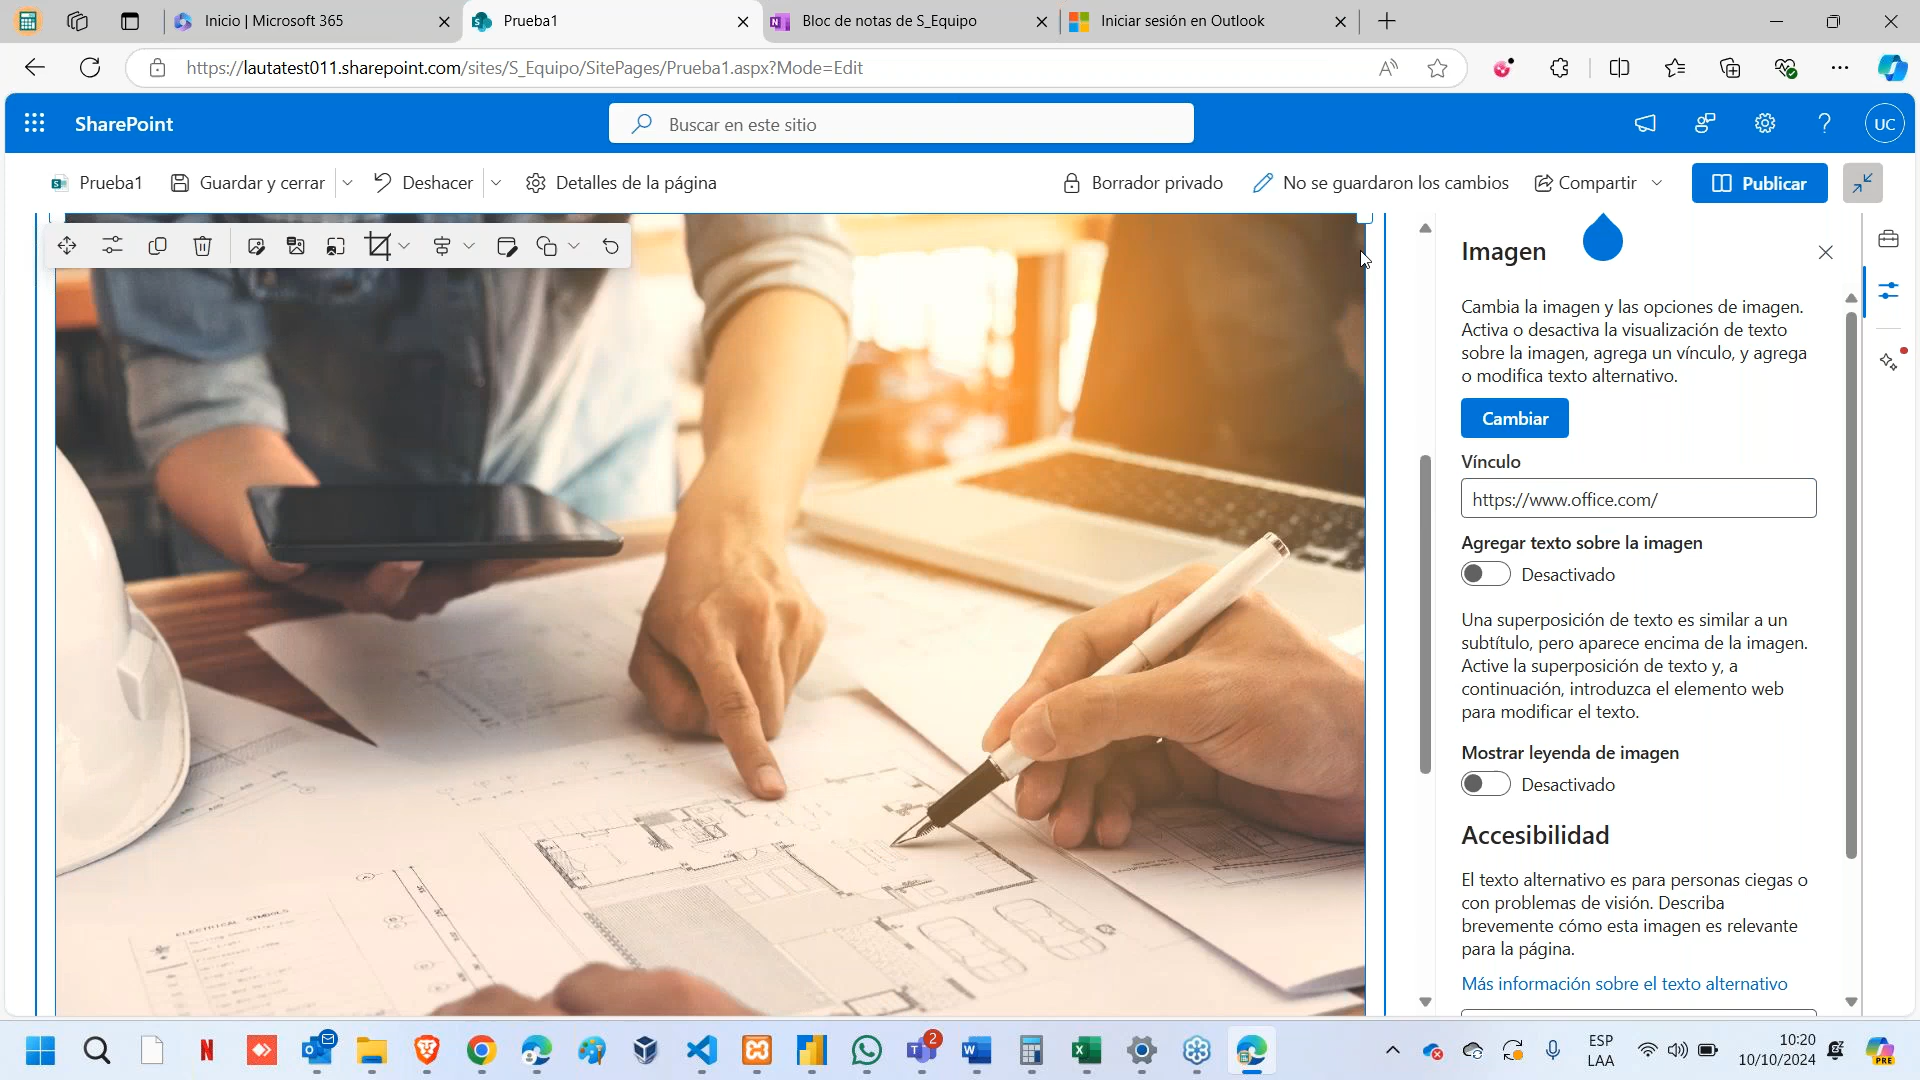 Inicio | Microsoft 365
Prueba1
Bloc de notas de S_Equipo
Iniciar sesión en Outlook
https://lautatest011.sharepoint.com/sites/S_Equipo/SitePages/Prueba1.aspx?Mode=Edit
SharePoint
Buscar en este sitio
UC
Prueba1
Guardar y cerrar
Deshacer
Detalles de la página
Borrador privado
No se guardaron los cambios
Compartir
Publicar
Imagen
Cambia la imagen y las opciones de imagen.
Activa o desactiva la visualización de texto
sobre la imagen, agrega un vínculo, y agrega
o modifica texto alternativo.
Cambiar
Vínculo
https://www.office.com/
Agregar texto sobre la imagen
Desactivado
Una superposición de texto es similar a un
subtítulo, pero aparece encima de la imagen.
Active la superposición de texto y, a
continuación, introduzca el elemento web
para modificar el texto.
Mostrar leyenda de imagen
Desactivado
Accesibilidad
El texto alternativo es para personas ciegas o
con problemas de visión. Describa
brevemente cómo esta imagen es relevante
para la página.
Más información sobre el texto alternativo
ELECTRICAL SYMBOLS
2
ESP
LAA
10:20
10/10/2024
PRE